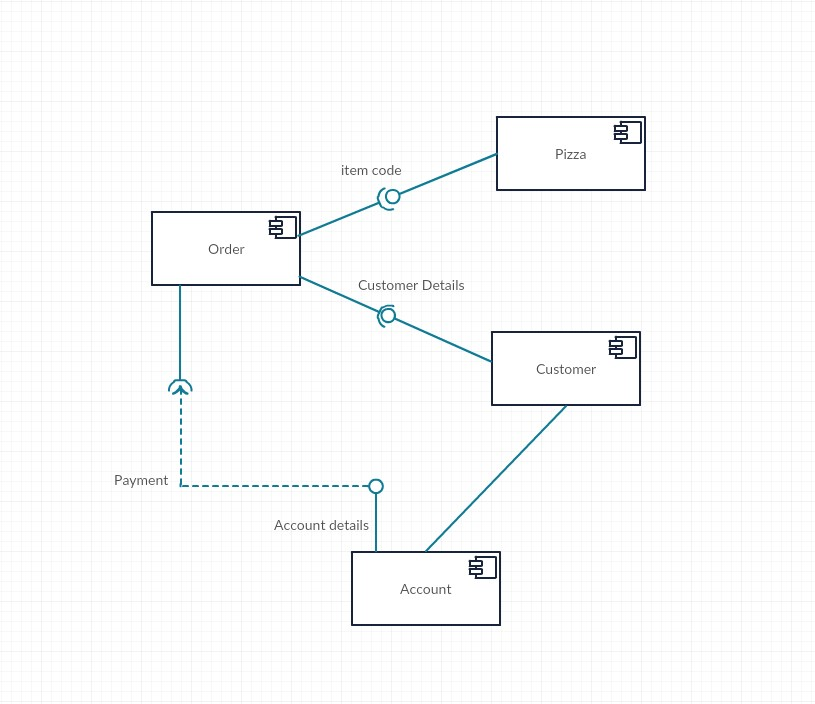 Pizza
item code
Order
Customer Details
Customer
Payment
Account details
Account